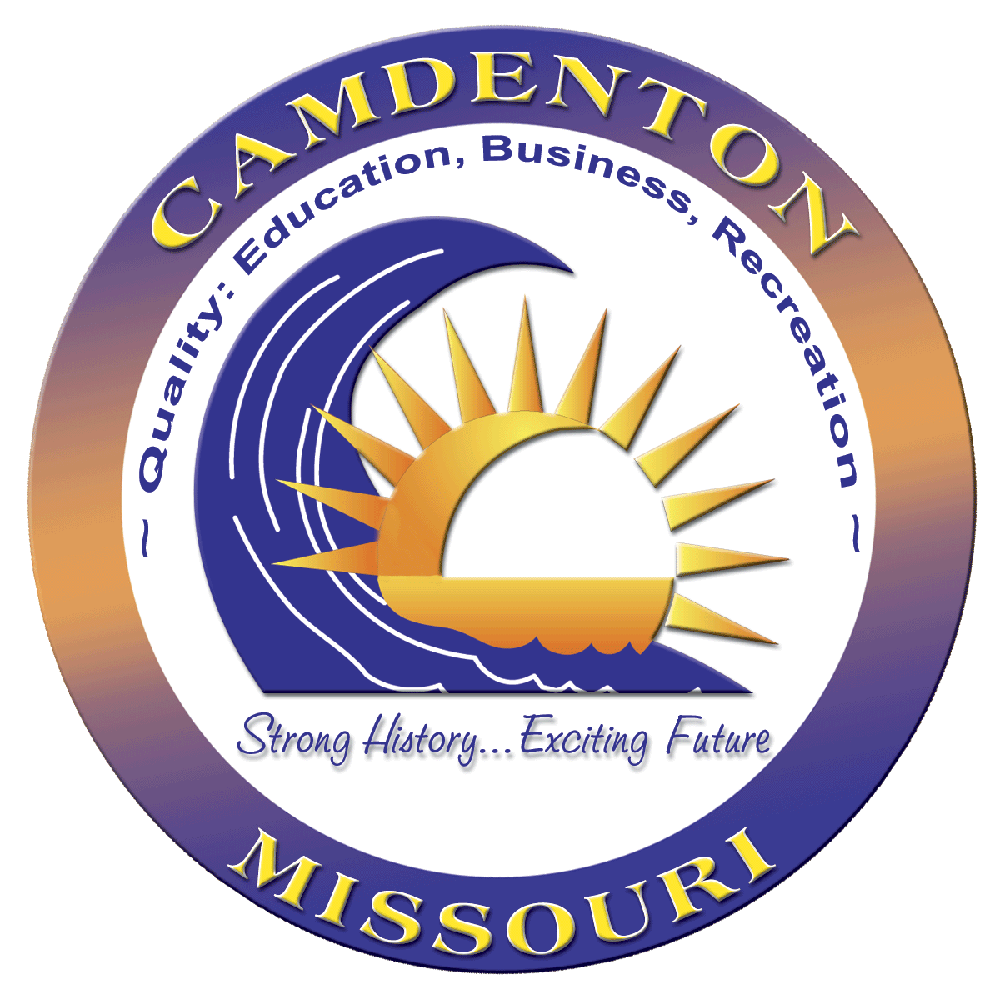 CAMDENTON
~ Quality: Education, Business, Recreation ~
Strong History... Exciting Future
MISSOURI